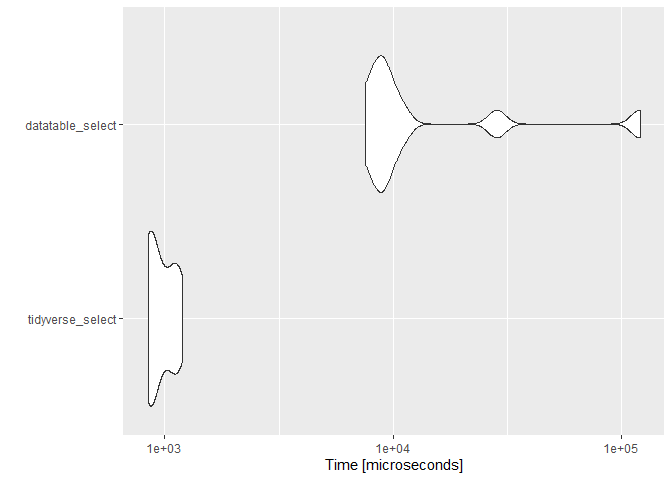 datatable_select
tidyverse_select
1e+03
1e+04
1e+05
Time [microseconds]